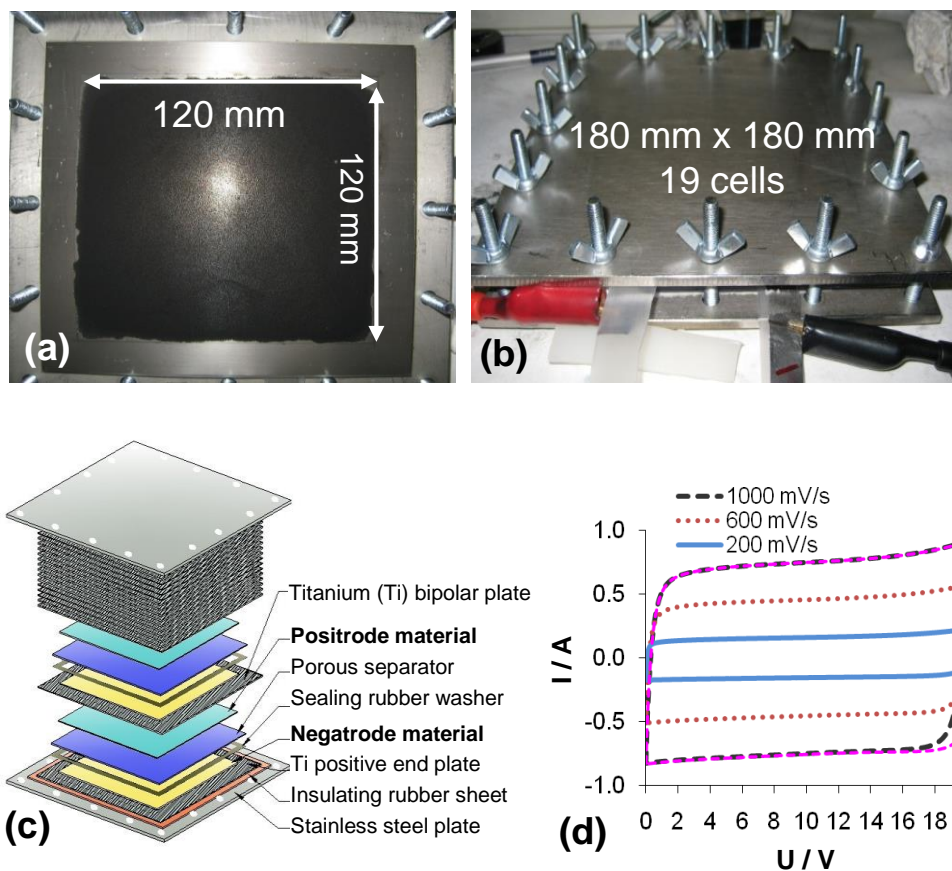 120 mm
120 mm
(a)
180 mm x 180 mm
19 cells
(b)
Titanium (Ti) bipolar plate
Positrode material
Porous separator
Sealing rubber washer
Negatrode material
Ti positive end plate
Insulating rubber sheet
Stainless steel plate
(c)
1000 mV/s
600 mV/s
200 mV/s
I / A
1.0
0.5
0.0
-0.5
-1.0
0 2 4 6 8 10 12 14 16 18
U / V
(d)